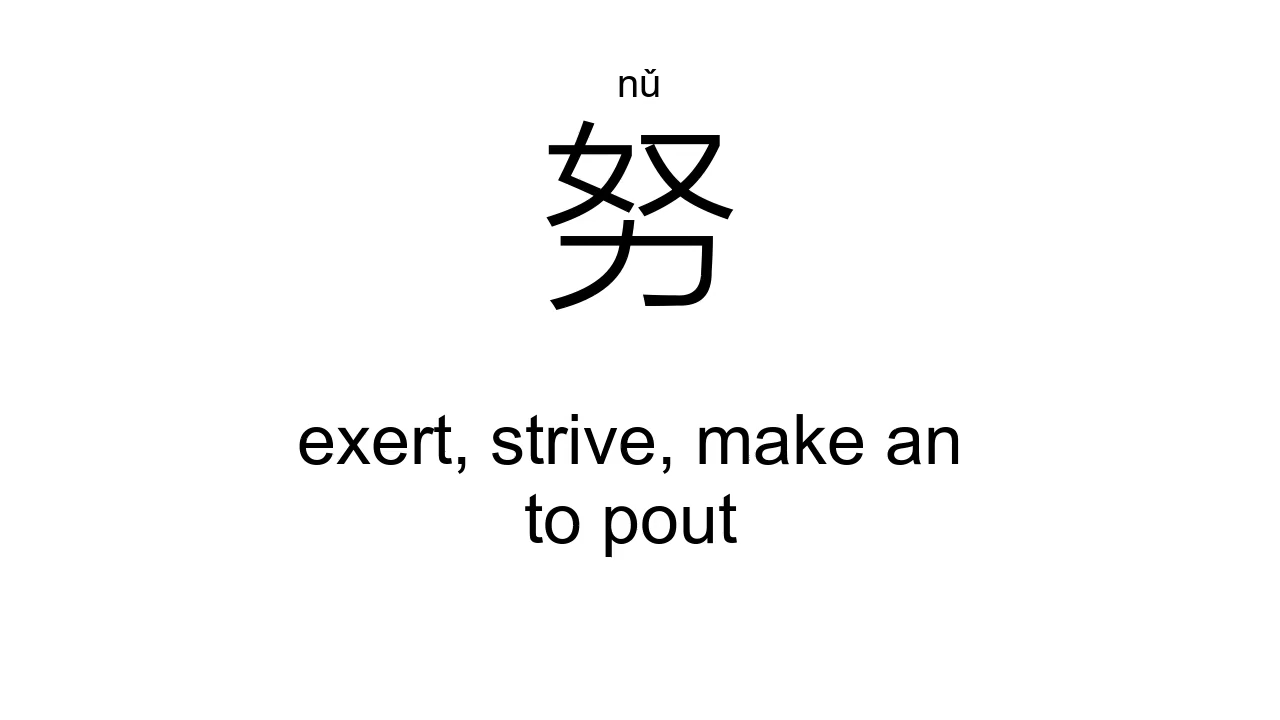 nǔ
努
exert, strive, make an
to pout